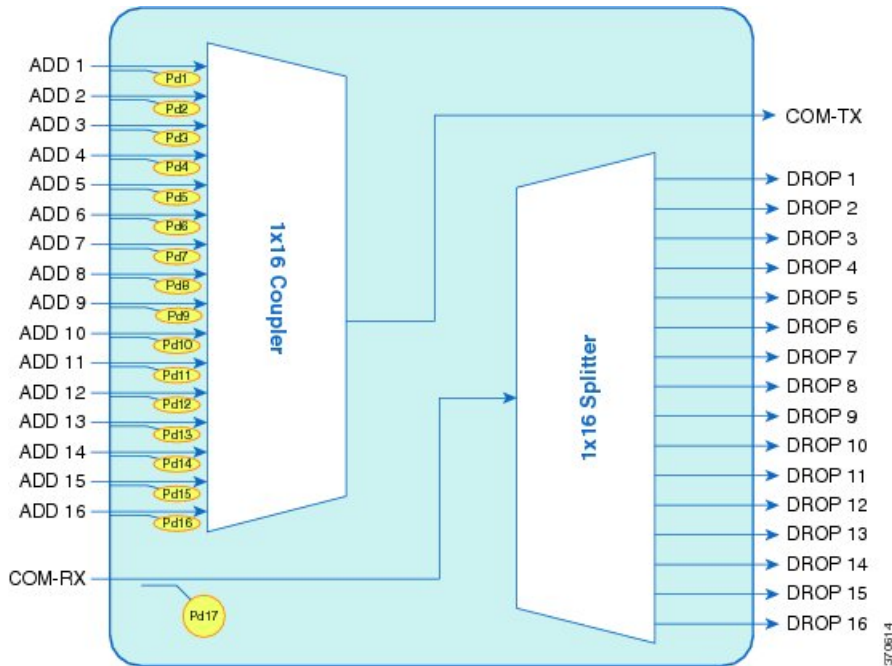 ADD 1
Pd1
ADD 2
Pd2
ADD 3
Pd3
ADD 4
Pd4
ADD 5
Pd5
ADD 6
Pd6
ADD 7
Pd7
ADD 8
Pd8
ADD 9
Pd9
ADD 10
Pd10
ADD 11
Pd11
ADD 12
Pd12
ADD 13
Pd13
ADD 14
Pd14
ADD 15
Pd15
ADD 16
Pd16
COM-RX
Pd17
1x16 Coupler
1x16 Splitter
COM-TX
DROP 1
DROP 2
DROP 3
DROP 4
DROP 5
DROP 6
DROP 7
DROP 8
DROP 9
DROP 10
DROP 11
DROP 12
DROP 13
DROP 14
DROP 15
DROP 16
370614